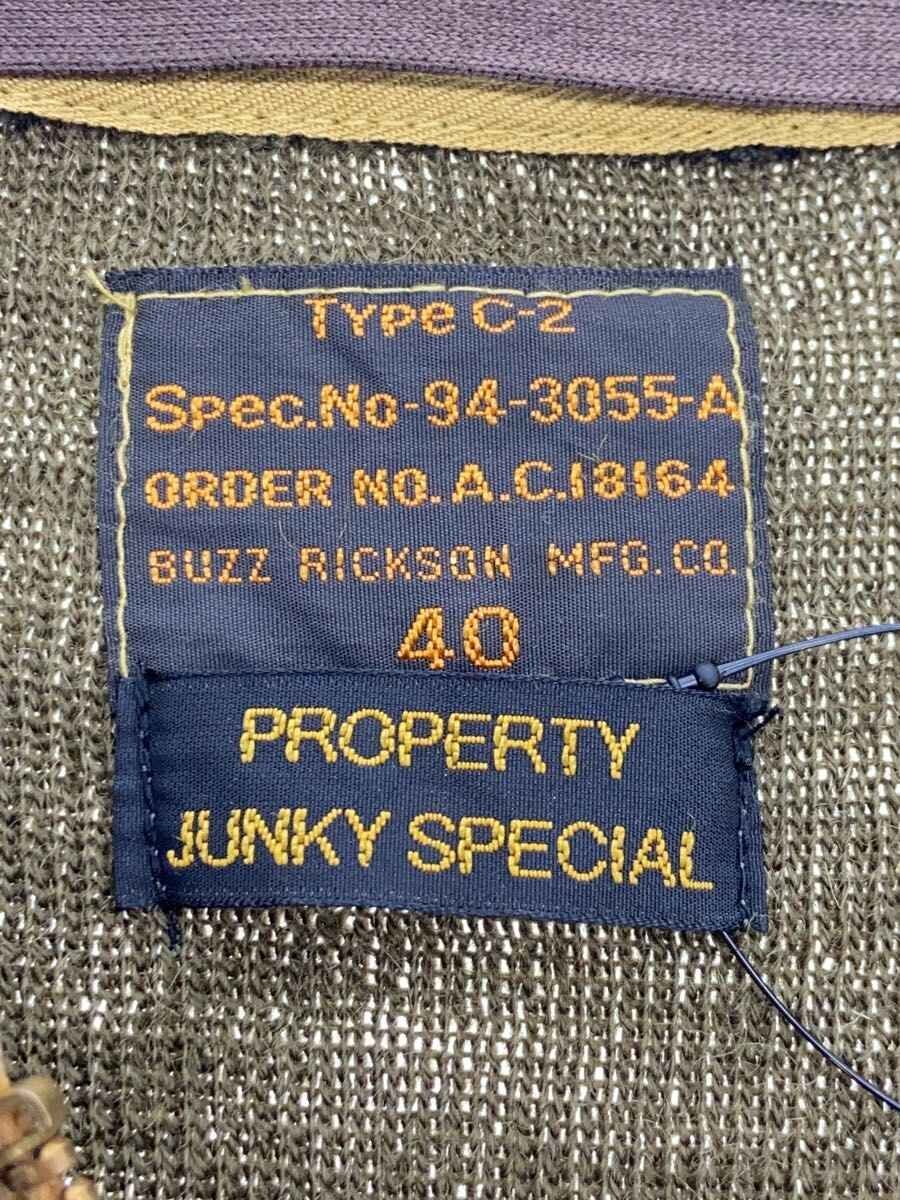 Type C-2
Spec.No-94-3055-A
ORDER NO.A.C.18164
BUZZ RICKSON MFG.CO.
40
PROPERTY
JUNKY SPECIAL